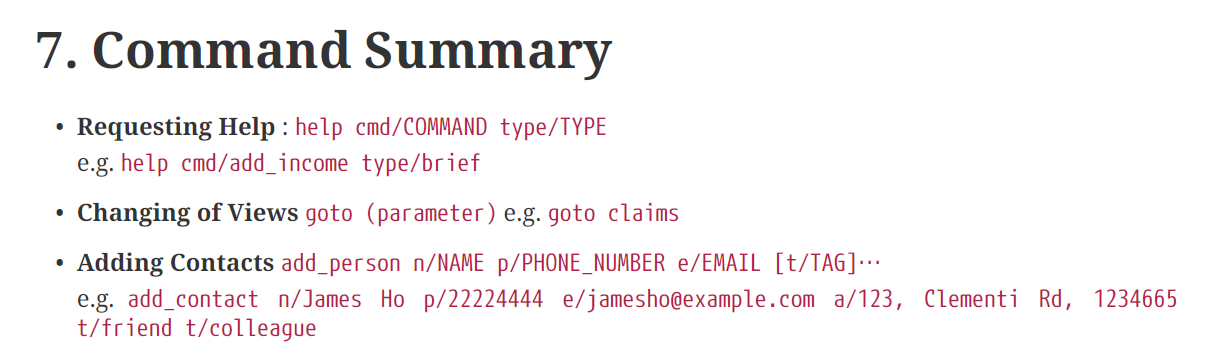 7. Command Summary
• Requesting Help : help cmd/COMMAND type/TYPE
e.g. help cmd/add_income type/brief
• Changing of Views goto (parameter) e.g. goto claims
• Adding Contacts add_person n/NAME p/PHONE_NUMBER e/EMAIL [t/TAG]…
e.g. add_contact n/James Ho p/22224444 e/jamesho@example.com a/123, Clementi Rd, 1234665
t/friend t/colleague